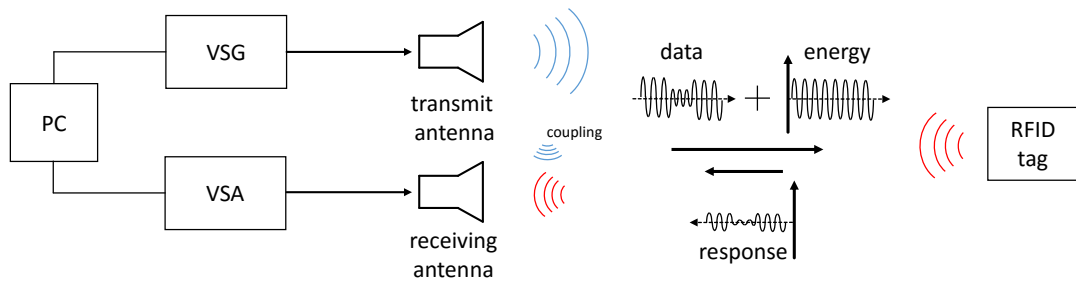 VSG
data
energy
transmit
antenna
PC
coupling
RFID
tag
VSA
receiving
antenna
response